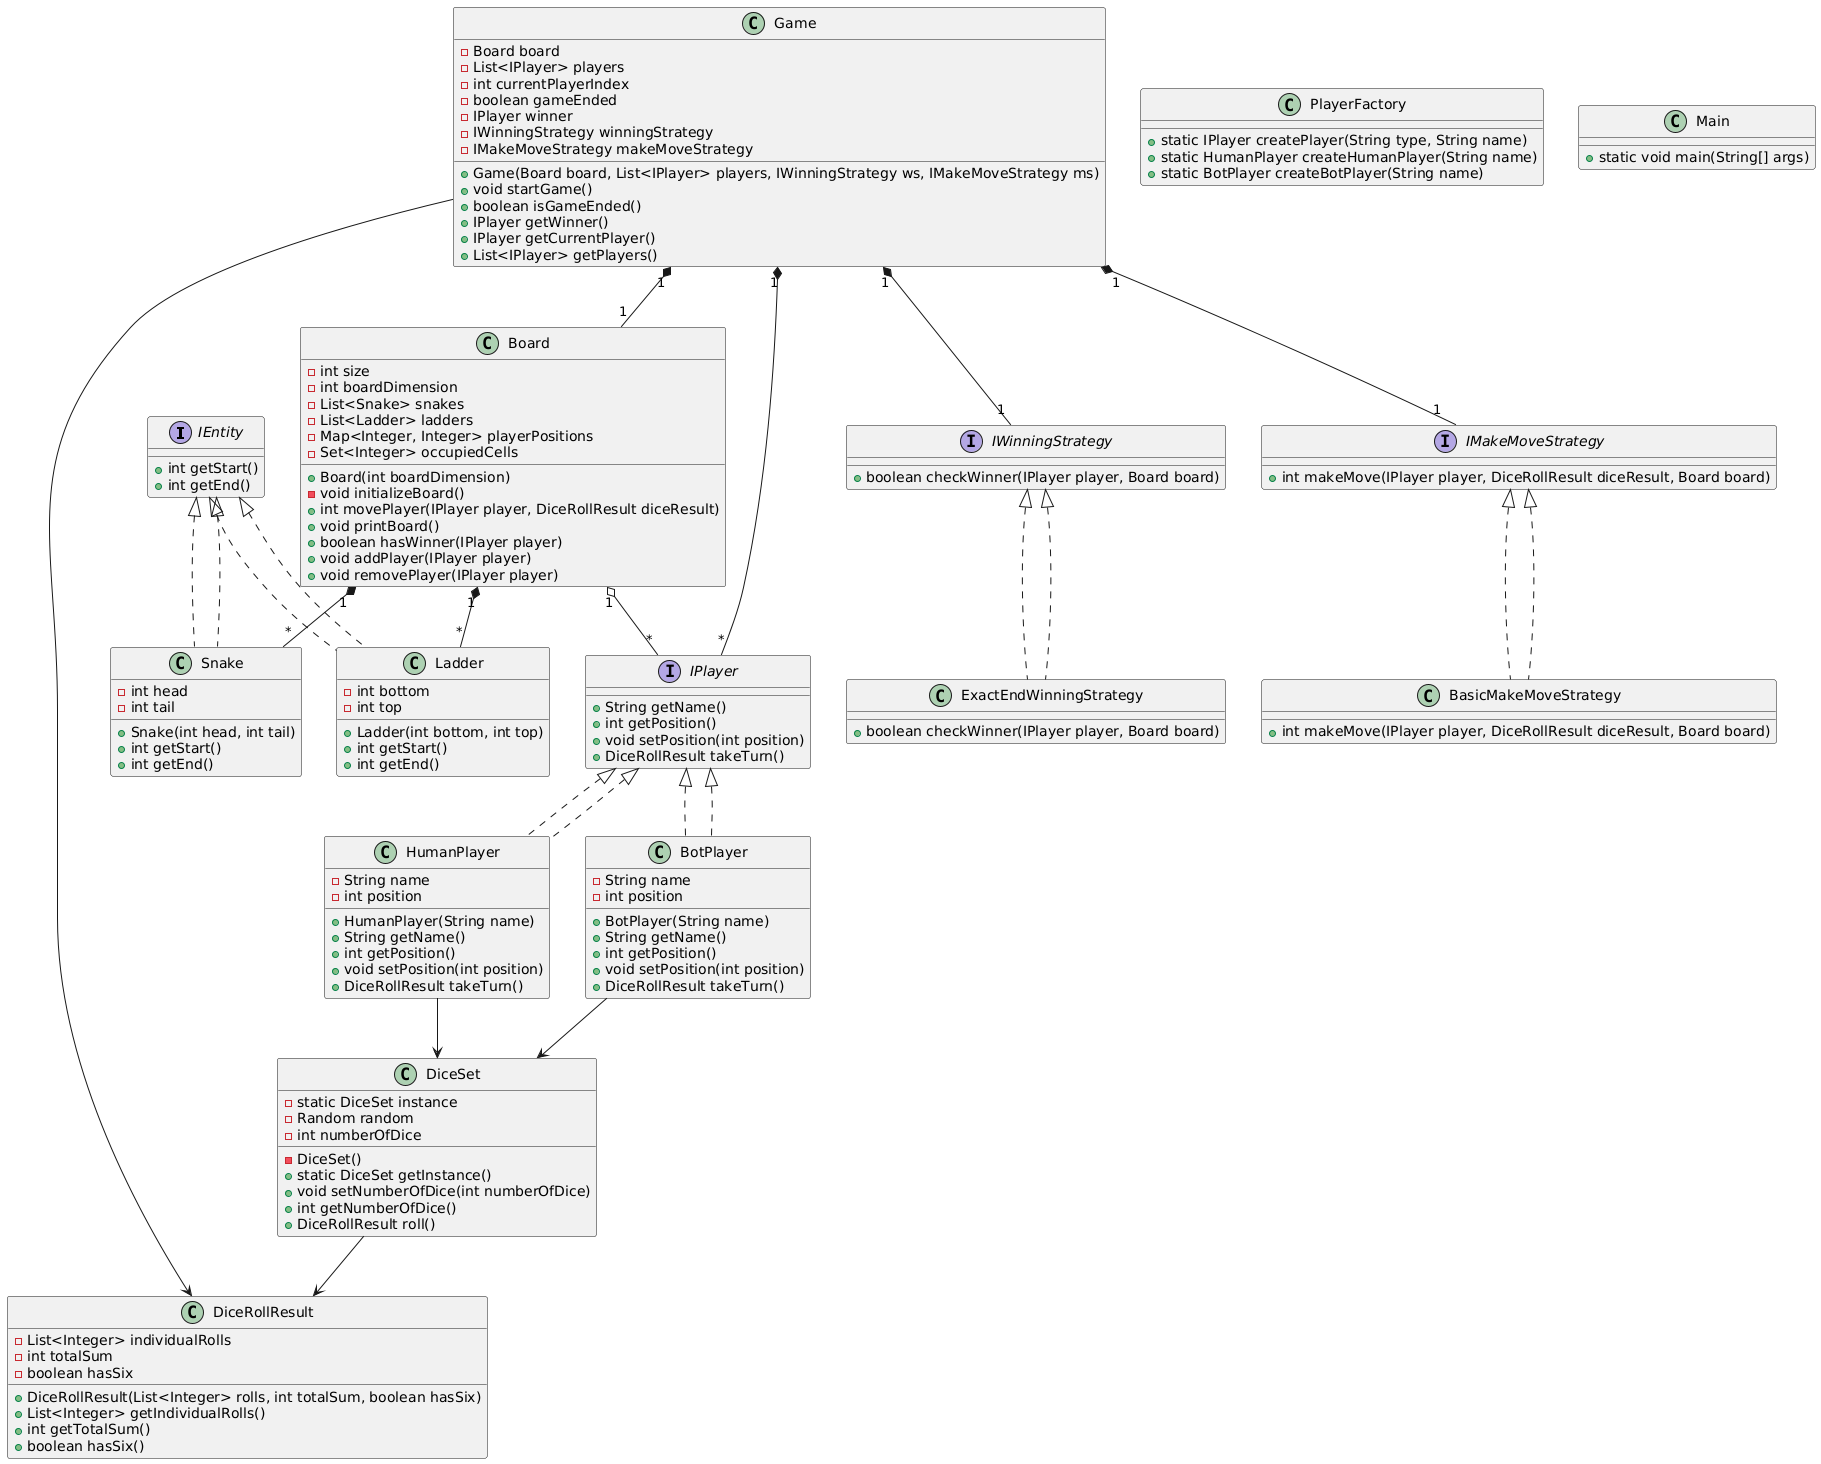 C Game
Board board
List<IPlayer> players
int currentPlayerIndex
boolean gameEnded
IPlayer winner
IWinningStrategy winningStrategy
IMakeMoveStrategy makeMoveStrategy
Game(Board board, List<IPlayer> players, IWinningStrategy ws, IMakeMoveStrategy ms)
void startGame()
boolean isGameEnded()
IPlayer getWinner()
IPlayer getCurrentPlayer()
List<IPlayer> getPlayers()
C PlayerFactory
static IPlayer createPlayer(String type, String name)
static HumanPlayer createHumanPlayer(String name)
static BotPlayer createBotPlayer(String name)
C Main
static void main(String[] args)
1
1
1
1
1
C Board
int size
int boardDimension
List<Snake> snakes
List<Ladder> ladders
Map<Integer, Integer> playerPositions
Set<Integer> occupiedCells
Board(int boardDimension)
void initializeBoard()
int movePlayer(IPlayer player, DiceRollResult diceResult)
void printBoard()
boolean hasWinner(IPlayer player)
void addPlayer(IPlayer player)
void removePlayer(IPlayer player)
I IEntity
int getStart()
int getEnd()
1
1
I IWinningStrategy
boolean checkWinner(IPlayer player, Board board)
I IMakeMoveStrategy
int makeMove(IPlayer player, DiceRollResult diceResult, Board board)
1
1
1
*
*
*
*
C Snake
int head
int tail
Snake(int head, int tail)
int getStart()
int getEnd()
C Ladder
int bottom
int top
Ladder(int bottom, int top)
int getStart()
int getEnd()
I IPlayer
String getName()
int getPosition()
void setPosition(int position)
DiceRollResult takeTurn()
C ExactEndWinningStrategy
boolean checkWinner(IPlayer player, Board board)
C BasicMakeMoveStrategy
int makeMove(IPlayer player, DiceRollResult diceResult, Board board)
C HumanPlayer
String name
int position
HumanPlayer(String name)
String getName()
int getPosition()
void setPosition(int position)
DiceRollResult takeTurn()
C BotPlayer
String name
int position
BotPlayer(String name)
String getName()
int getPosition()
void setPosition(int position)
DiceRollResult takeTurn()
C DiceSet
static DiceSet instance
Random random
int numberOfDice
DiceSet()
static DiceSet getInstance()
void setNumberOfDice(int numberOfDice)
int getNumberOfDice()
DiceRollResult roll()
C DiceRollResult
List<Integer> individualRolls
int totalSum
boolean hasSix
DiceRollResult(List<Integer> rolls, int totalSum, boolean hasSix)
List<Integer> getIndividualRolls()
int getTotalSum()
boolean hasSix()